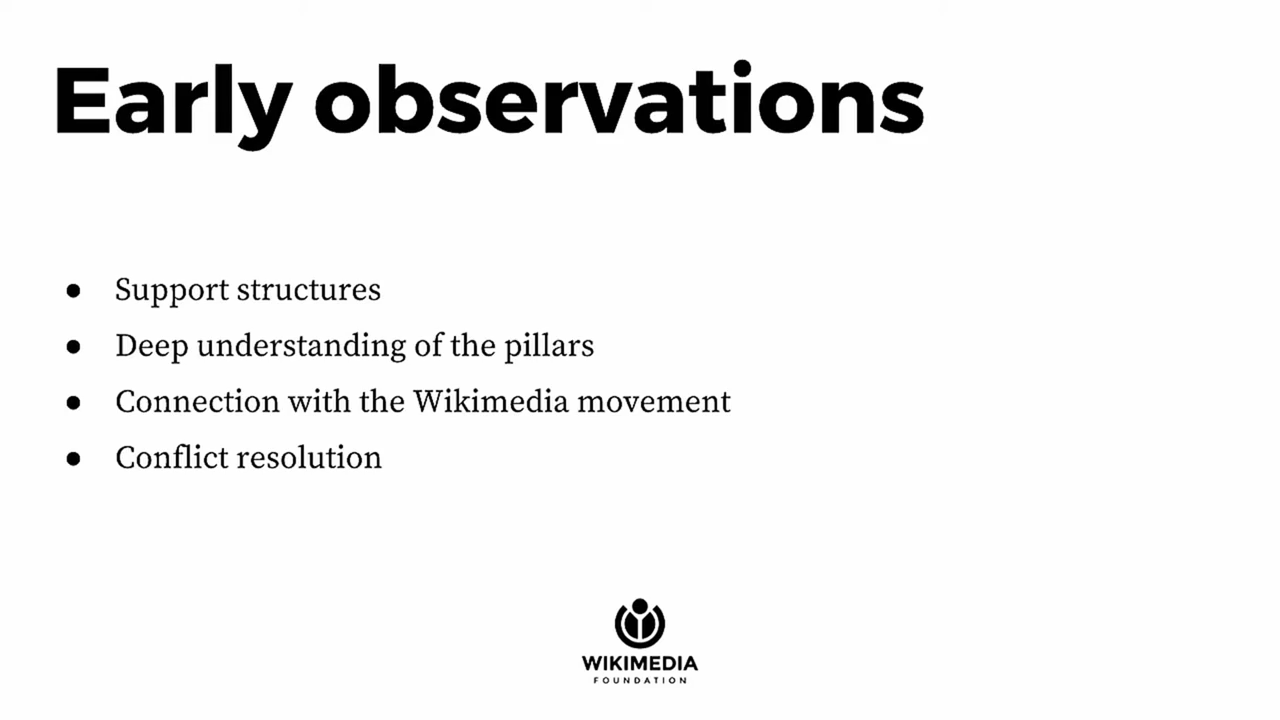 Early observations
● Support structures
● Deep understanding of the pillars
● Connection with the Wikimedia movement
● Conflict resolution
WIKIMEDIA
FOUNDATION